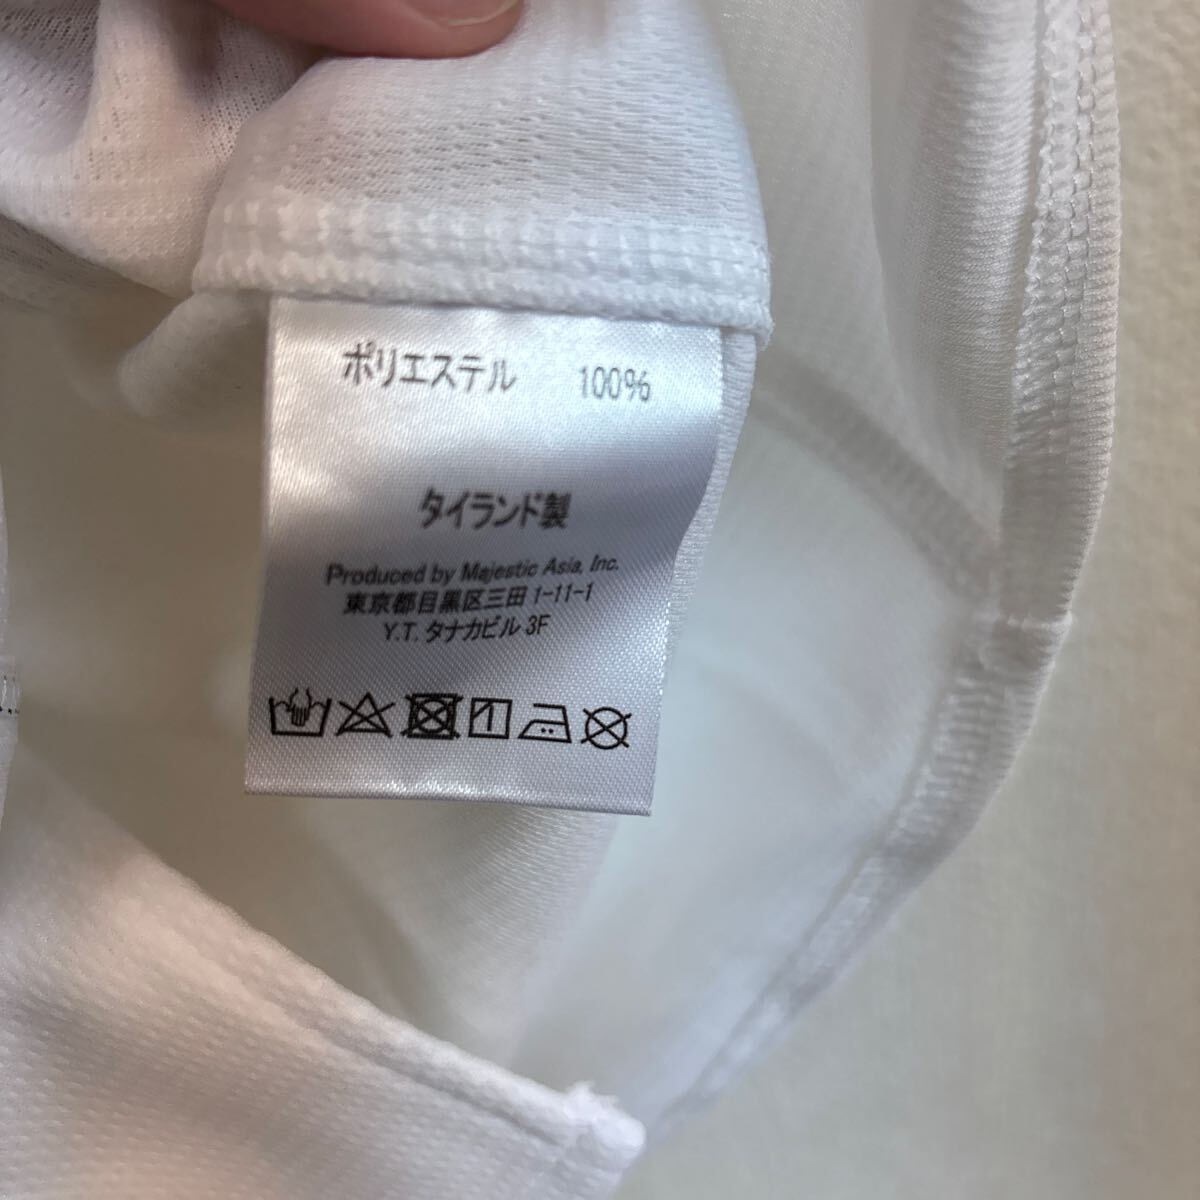 ポリエステル 100%
タイランド製
Produced by Majestic Asia, Inc.
東京都目黒区三田 1-11-1
Y.T. タナカビル 3F